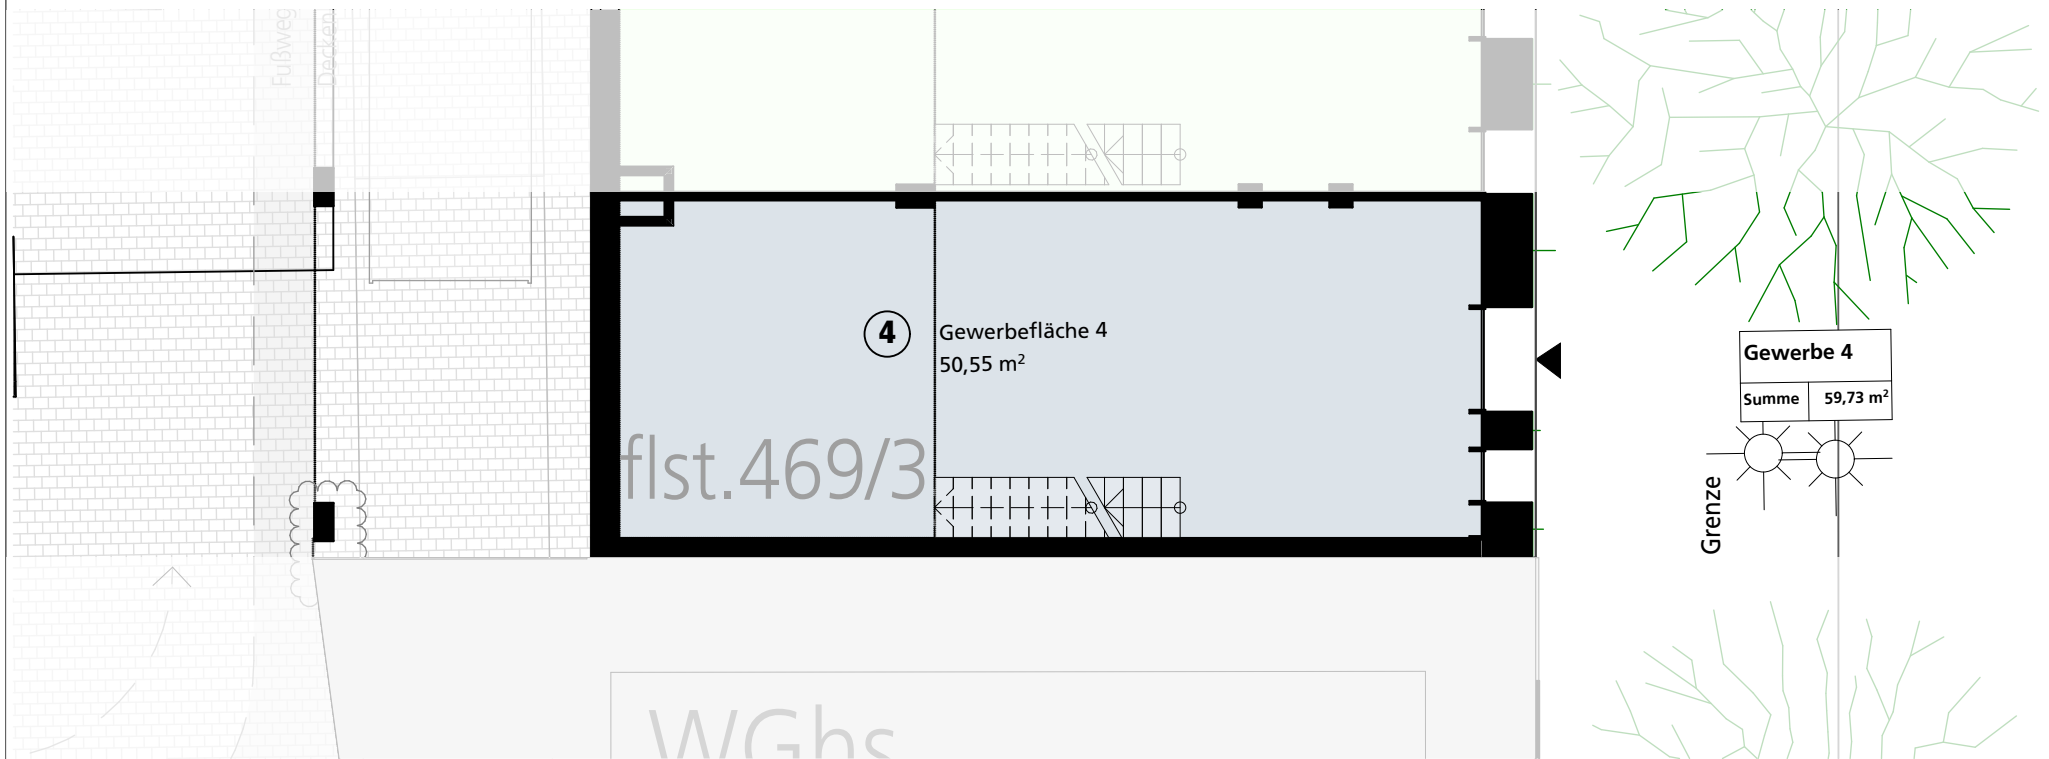 Fußweg
Decken
4
Gewerbefläche 4
50,55 m²
flst.469/3
Gewerbe 4
Summe 59,73 m²
Grenze
WGhs